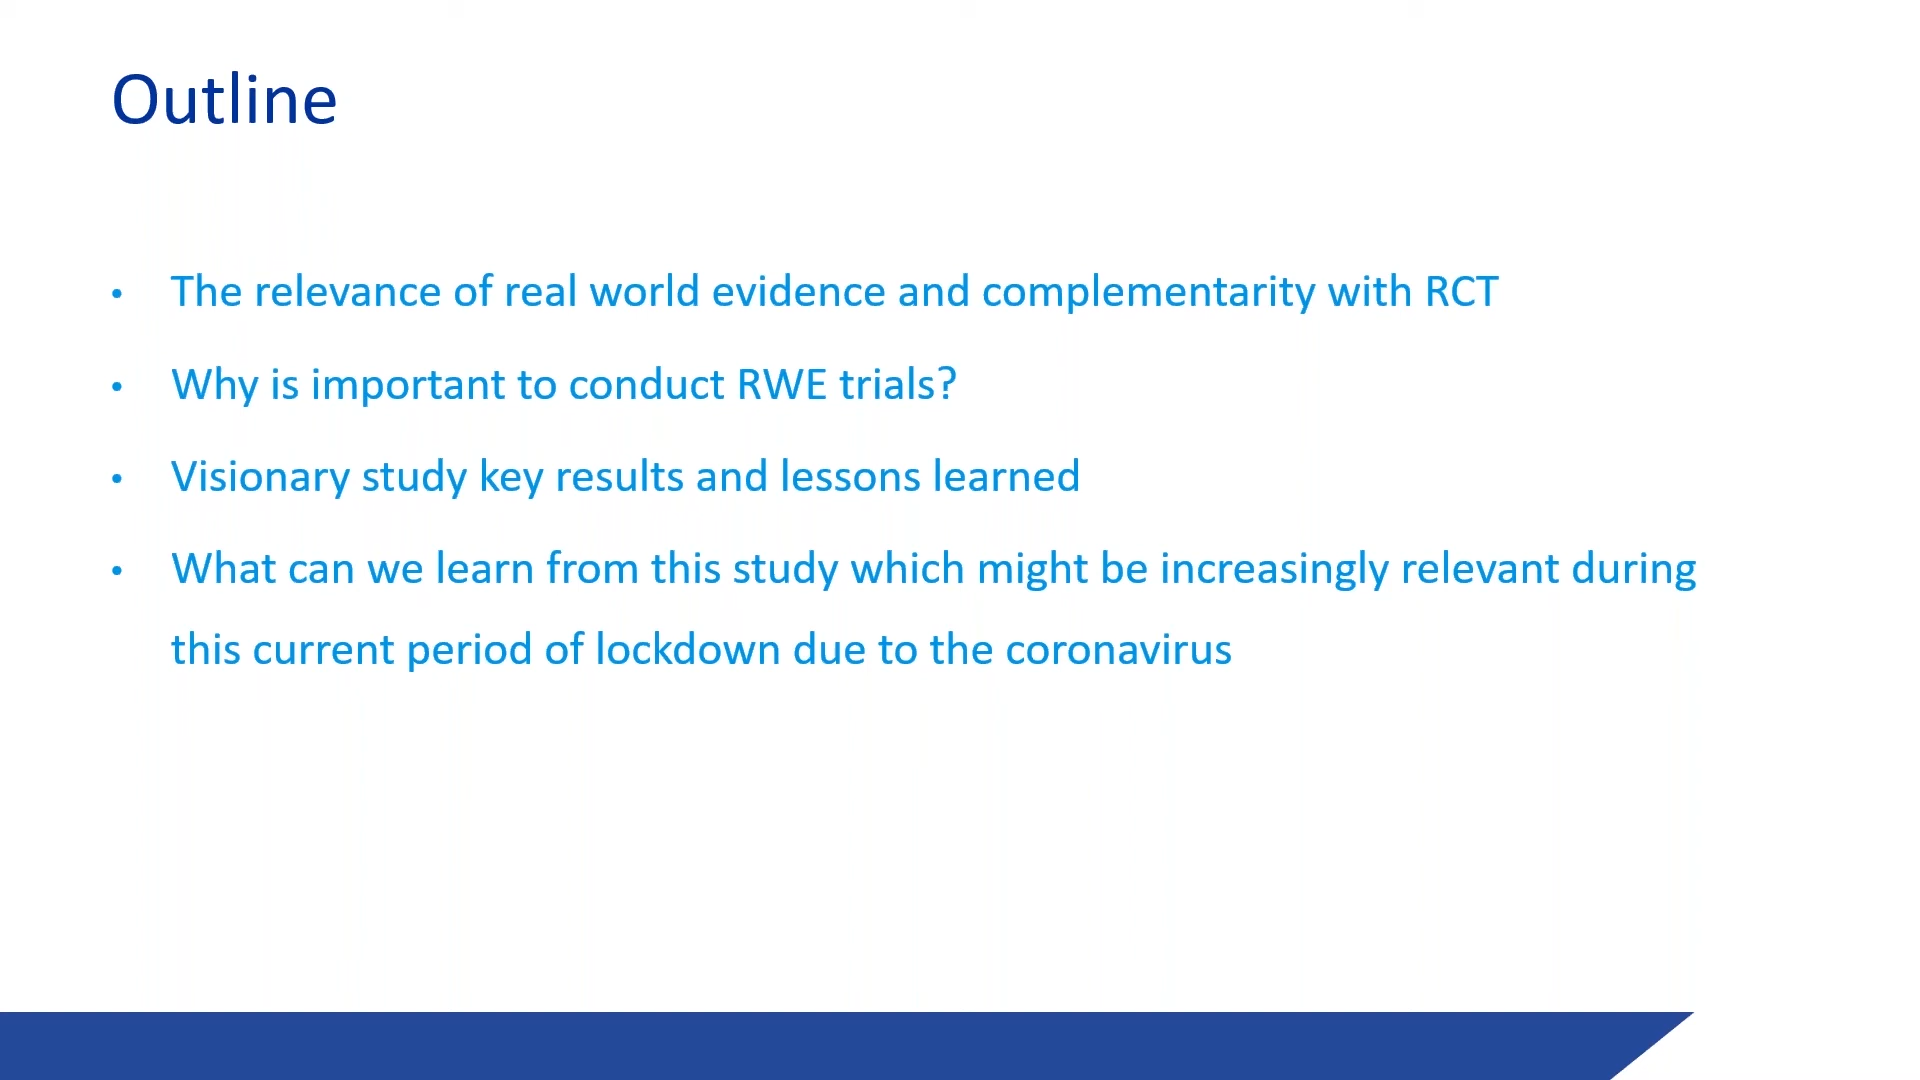 Outline
• The relevance of real world evidence and complementarity with RCT
• Why is important to conduct RWE trials?
• Visionary study key results and lessons learned
• What can we learn from this study which might be increasingly relevant during
this current period of lockdown due to the coronavirus